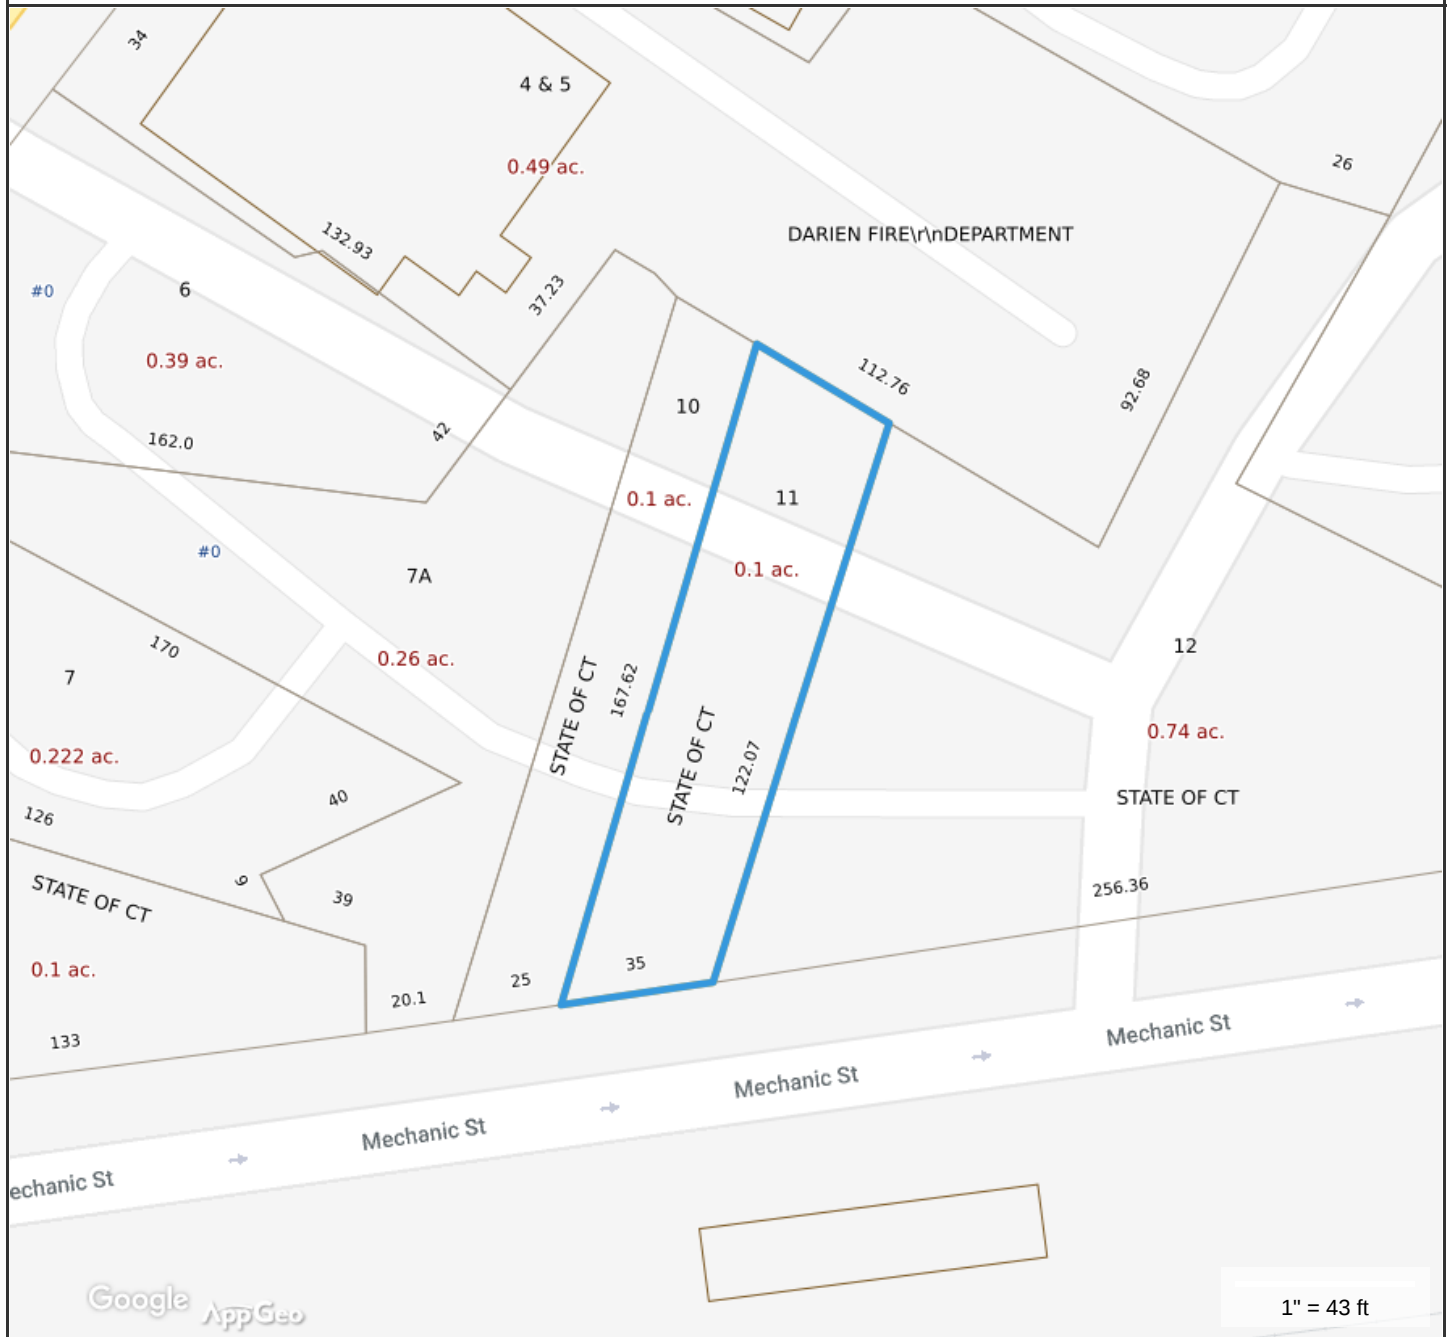 34
4 & 5
0.49 ac.
26
132.93
DARIEN FIRE\r\nDEPARTMENT
#0
6
37.23
0.39 ac.
112.76
92.68
10
42
162.0
0.1 ac.
11
#0
0.1 ac.
7A
170
12
0.26 ac.
7
STATE OF CT
167.62
0.222 ac.
STATE OF CT
122.07
0.74 ac.
40
STATE OF CT
126
9
STATE OF CT
39
256.36
0.1 ac.
35
25
20.1
133
Mechanic St
Mechanic St
Mechanic St
echanic St
Google
AppGeo
1" = 43 ft